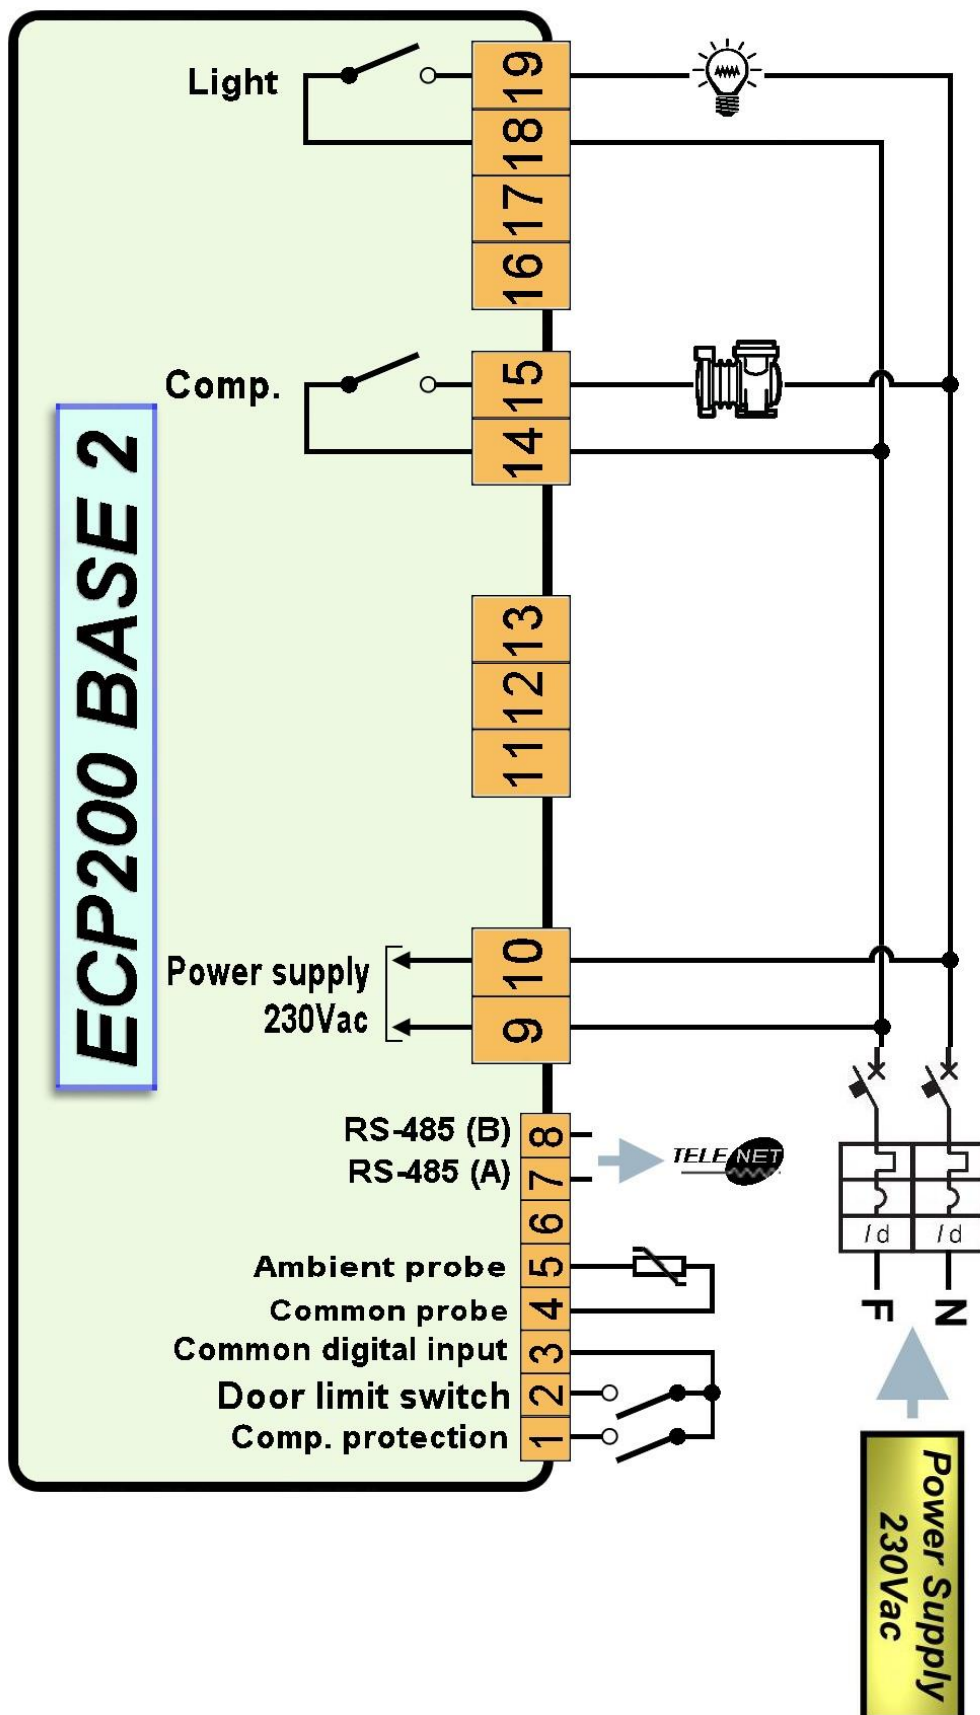 Light
19
18
17
16
Comp.
15
14
ECP200 BASE 2
13
12
11
Power supply
230Vac
10
9
RS-485 (B)
8
RS-485 (A)
7
TELE NET
6
Ambient probe
5
Common probe
4
Common digital input
3
Door limit switch
2
Comp. protection
1
Id
Id
F
N
Power Supply
230Vac